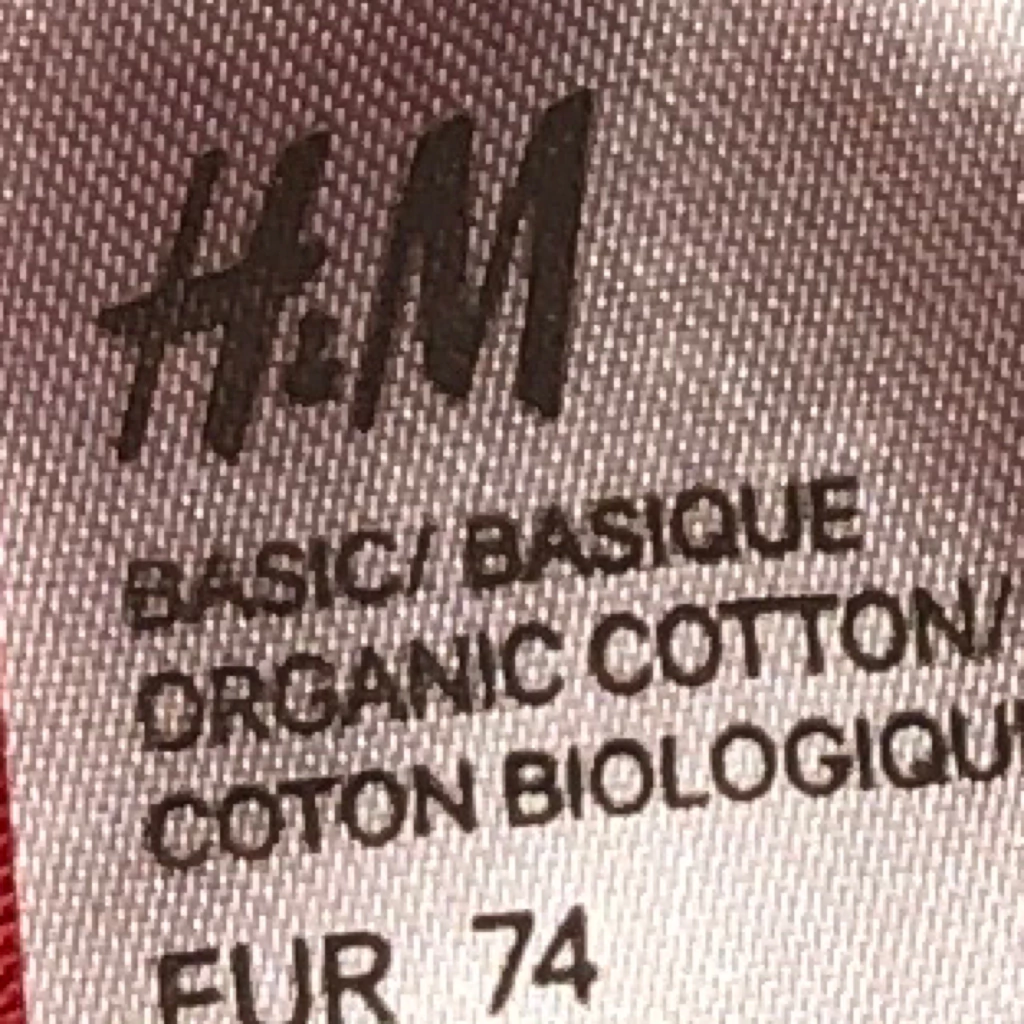 H&M
BASIC/ BASIQUE
ORGANIC COTTON/
COTON BIOLOGIQU
EUR 74